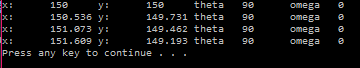 x:      150     y:      150     theta   90      omega   0
x:      150.536 y:      149.731 theta   90      omega   0
x:      151.073 y:      149.462 theta   90      omega   0
x:      151.609 y:      149.193 theta   90      omega   0
Press any key to continue . . .